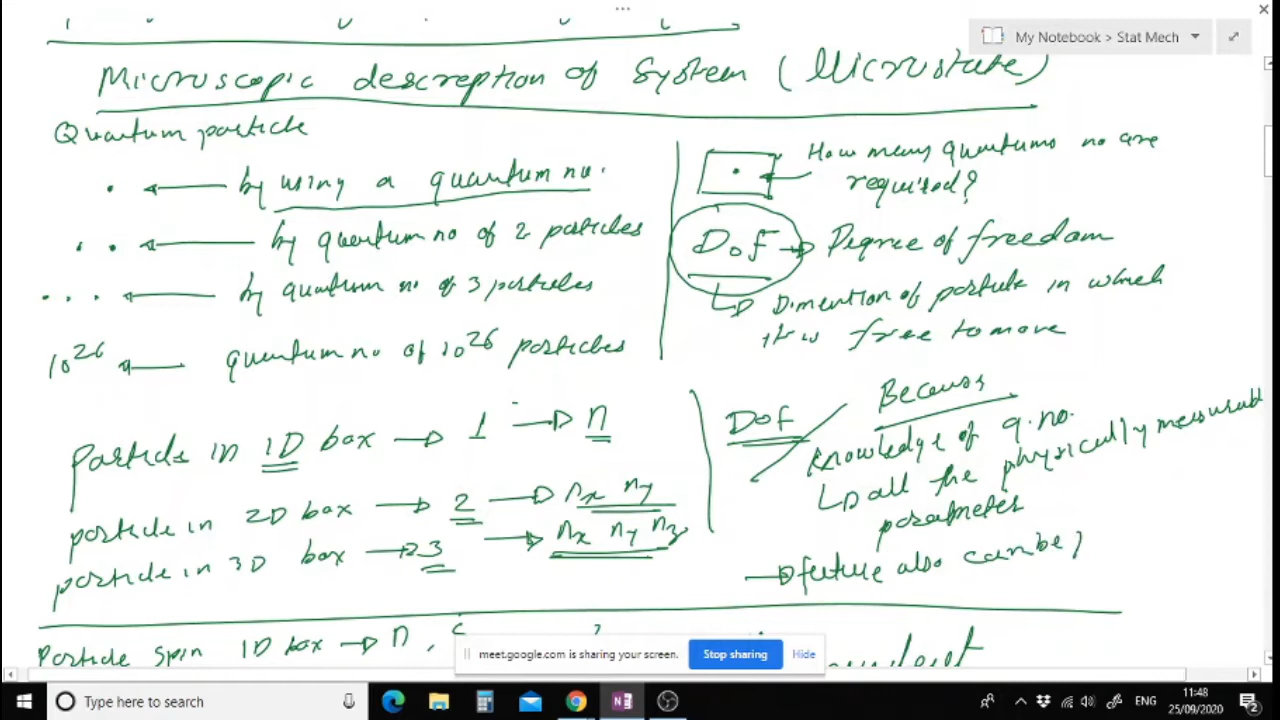 My Notebook > Stat Mech
Microscopic description of System (Microstate)
Quantum particle
by using a quantum no.
by quantum no of 2 particles
by quantum no of 3 particles
10^26 quantum no of 10^26 particles
How many quantums no are
required?
DoF → Degree of freedom
Dimention of particle in which
it is free to move
Particle in 1D box → 1 → n
particle in 2D box → 2 → nx ny
particle in 3D box → 3 → nx ny nz
DoF
Because
Knowledge of q.no.
all the physically measurable
parameter
→ future also can be
Particle spin 1D box → n,
meet.google.com is sharing your screen.
Stop sharing
Hide
Type here to search
ENG
11:48
25/09/2020
2